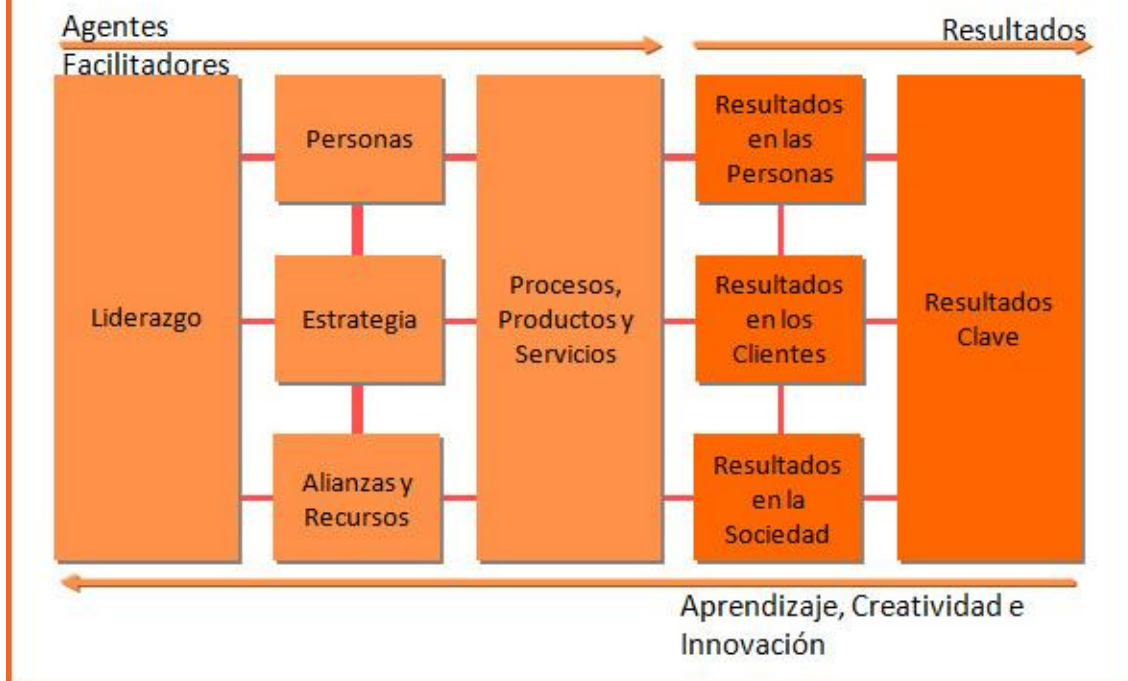 Agentes
Facilitadores
Resultados
Liderazgo
Personas
Estrategia
Alianzas y
Recursos
Procesos,
Productos y
Servicios
Resultados
en las
Personas
Resultados
en los
Clientes
Resultados
en la
Sociedad
Resultados
Clave
Aprendizaje, Creatividad e
Innovación